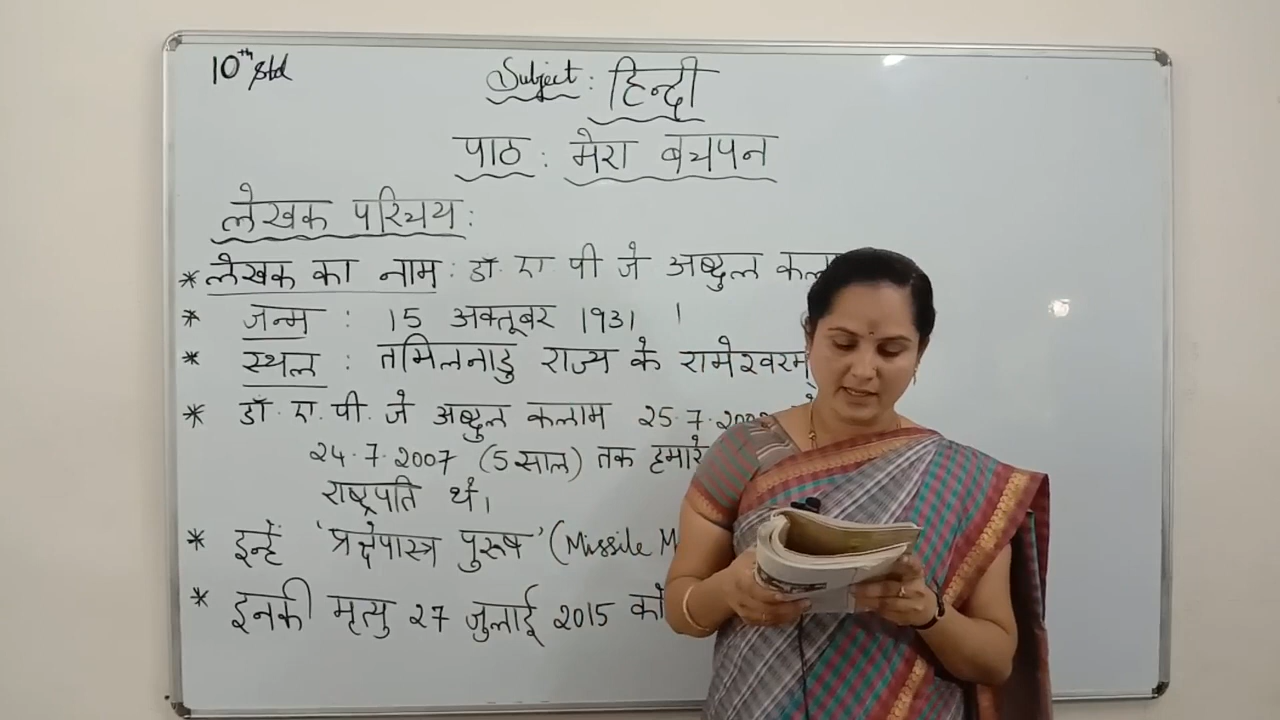 10th std
Subject : हिन्दी
पाठ : मेरा बचपन
लेखक परिचय :
* लेखक का नाम : डॉ. ए पी जे अब्दुल
* जन्म : 15 अक्तूबर 1931 ।
* स्थल : तमिलनाडु राज्य के रामेश्वरम्
* डॉ. ए. पी. जे अब्दुल कलाम 25.7.
24.7.2007 (5 साल) तक हमारे
राष्ट्रपति थे।
* इन्हें 'प्रक्षेपास्त्र पुरूष' (Missile
* इनकी मृत्यु 27 जुलाई 2015 को